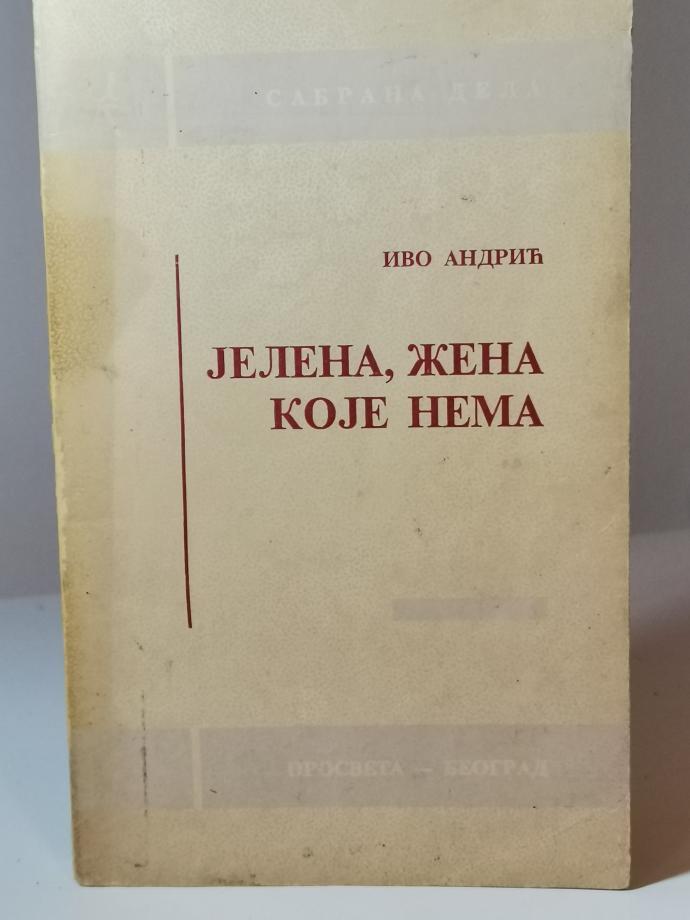 САБРАНА ДЕЛА
ИВО АНДРИЋ
ЈЕЛЕНА, ЖЕНА
КОЈЕ НЕМА
ПРОСВЕТА — БЕОГРАД